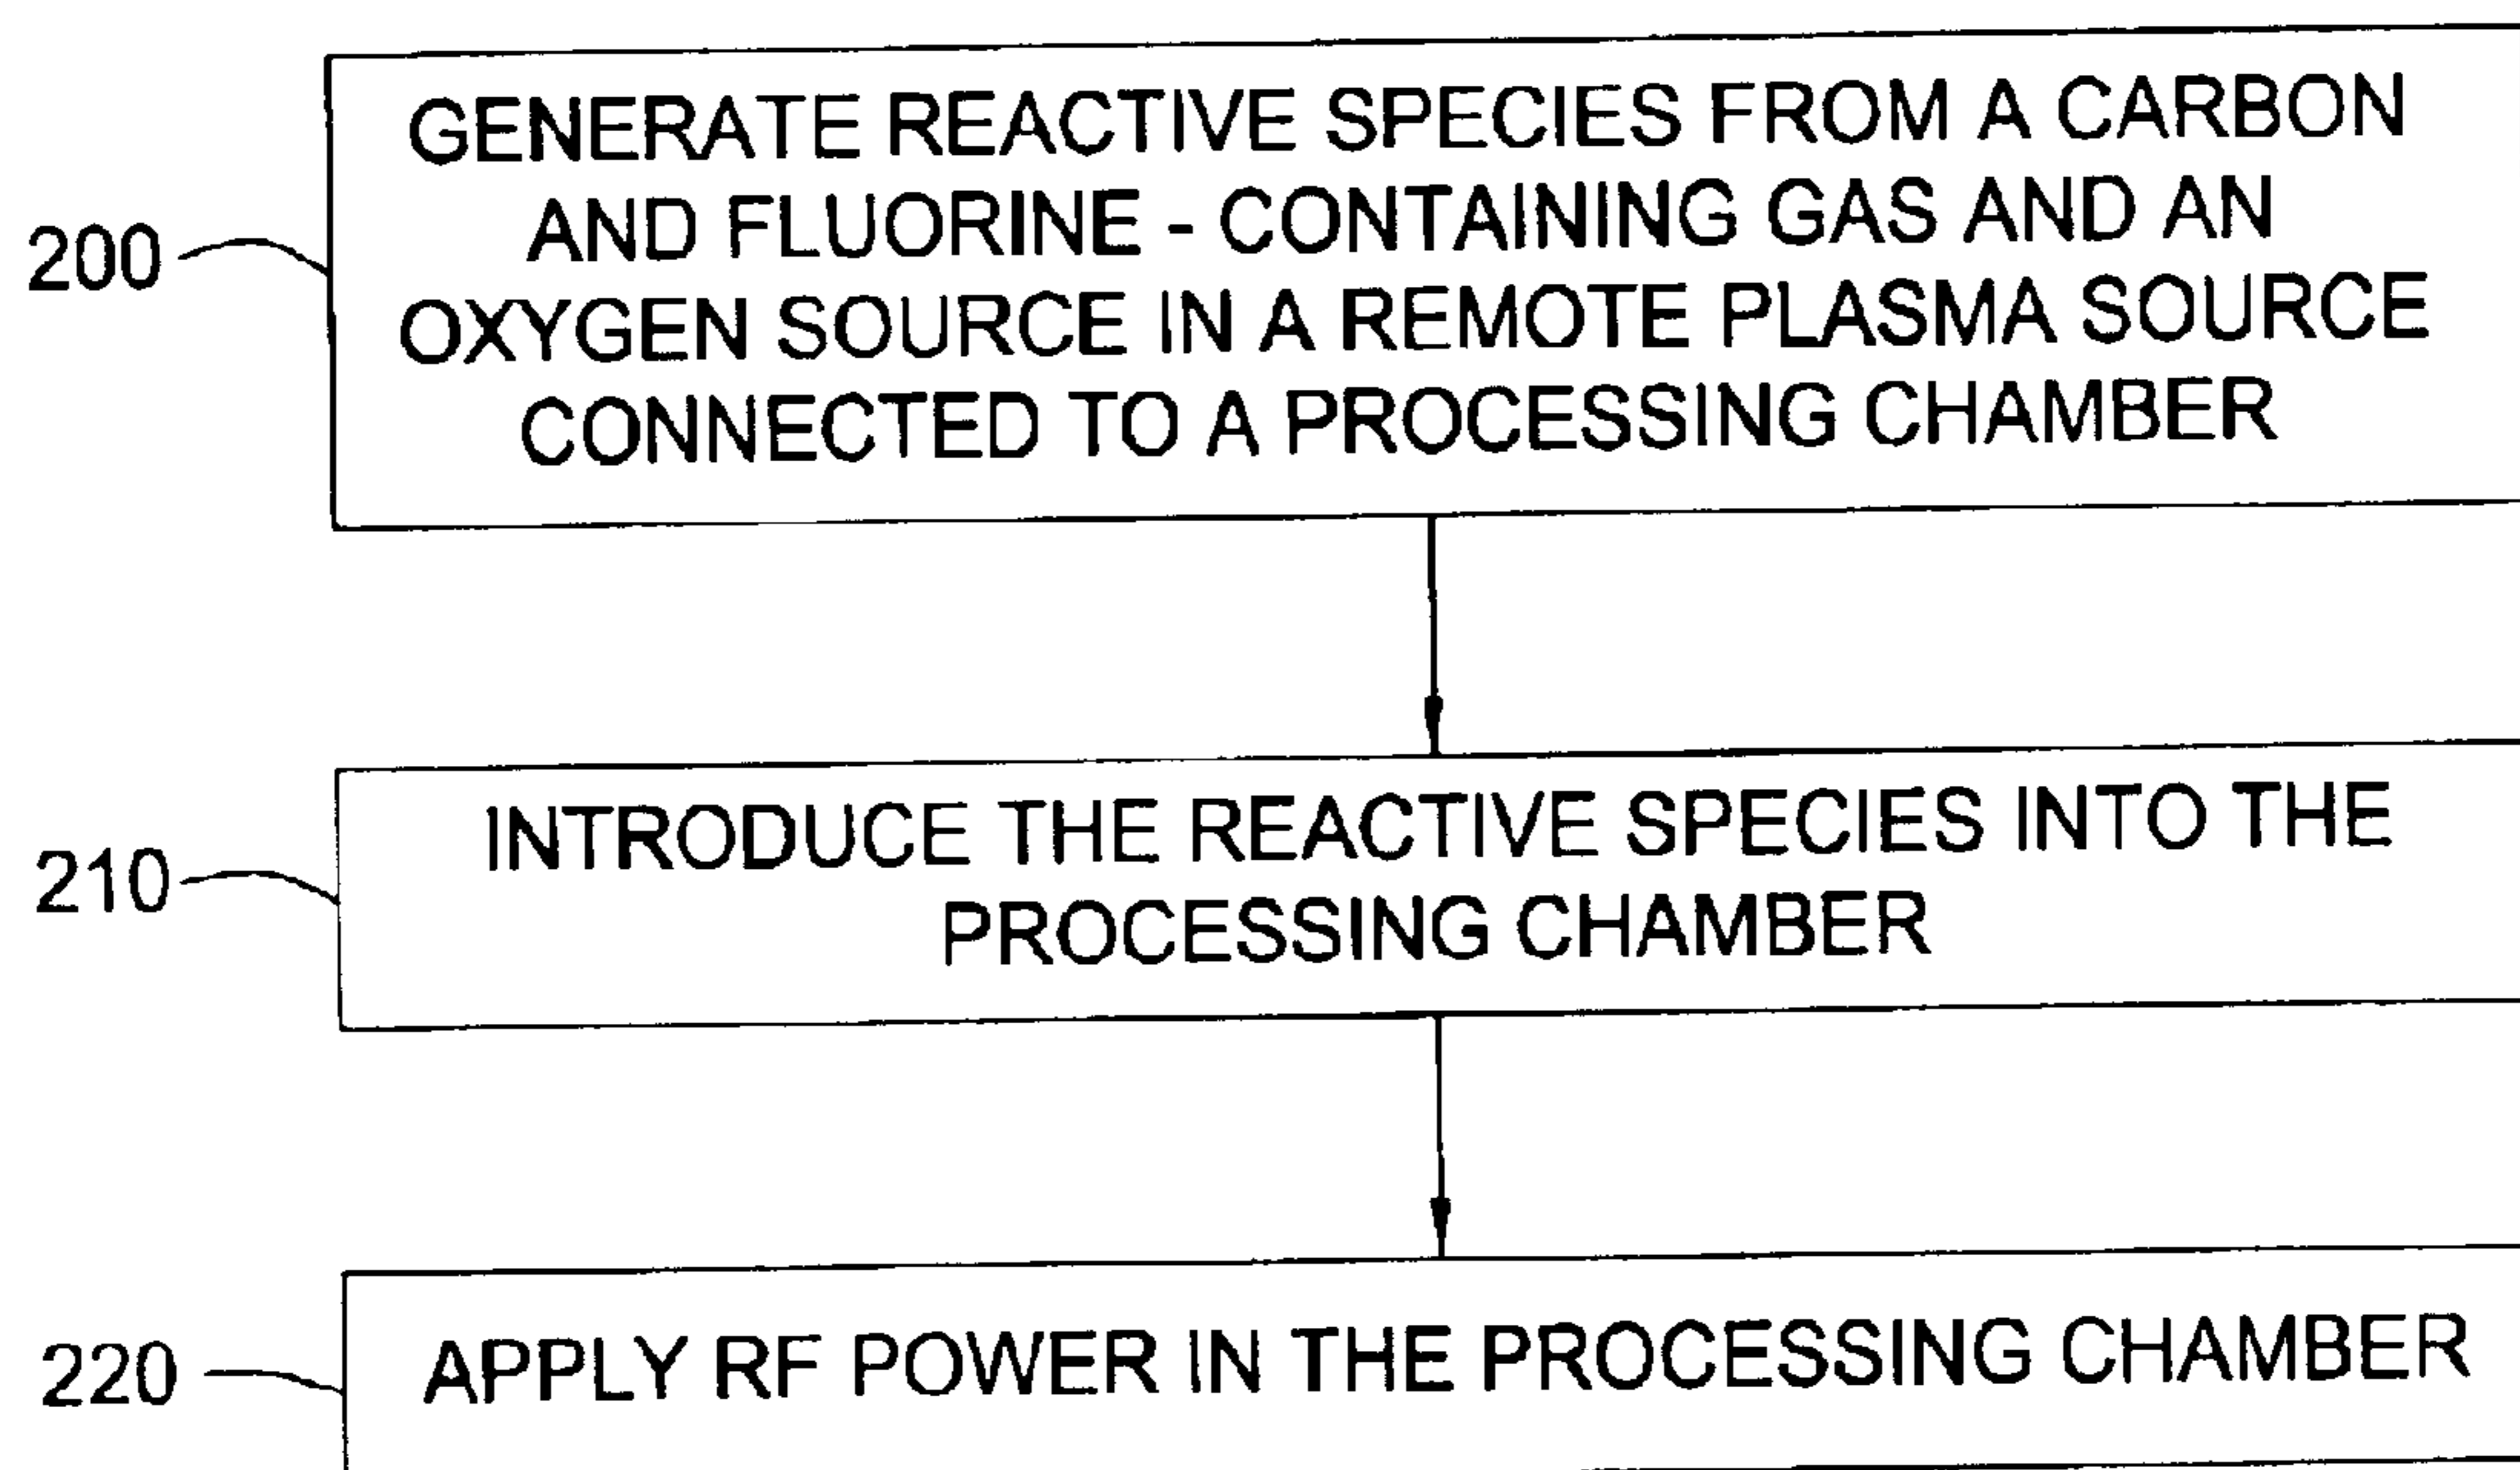 GENERATE REACTIVE SPECIES FROM A CARBON
AND FLUORINE - CONTAINING GAS AND AN
200
OXYGEN SOURCE IN A REMOTE PLASMA SOURCE
CONNECTED TO A PROCESSING CHAMBER
INTRODUCE THE REACTIVE SPECIES INTO THE
210
PROCESSING CHAMBER
220
APPLY RF POWER IN THE PROCESSING CHAMBER